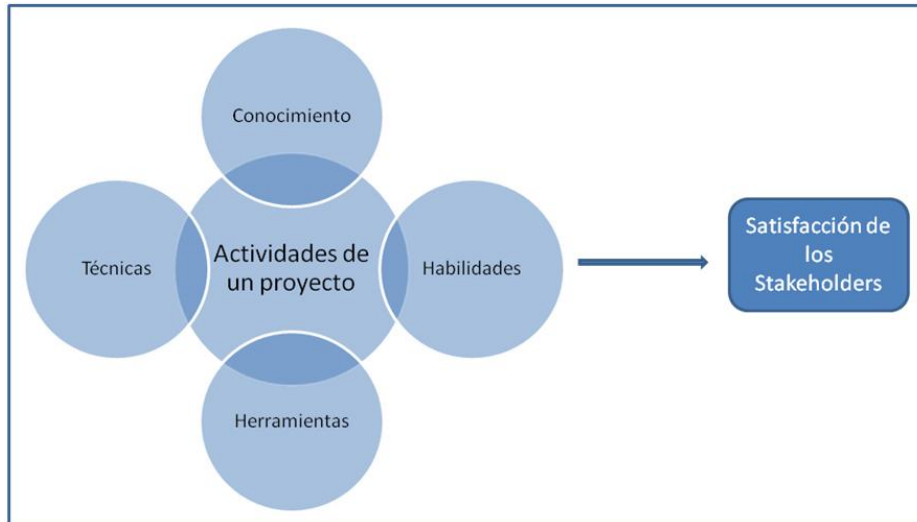 Conocimiento
Técnicas
Actividades de
un proyecto
Habilidades
Herramientas
Satisfacción de
los
Stakeholders